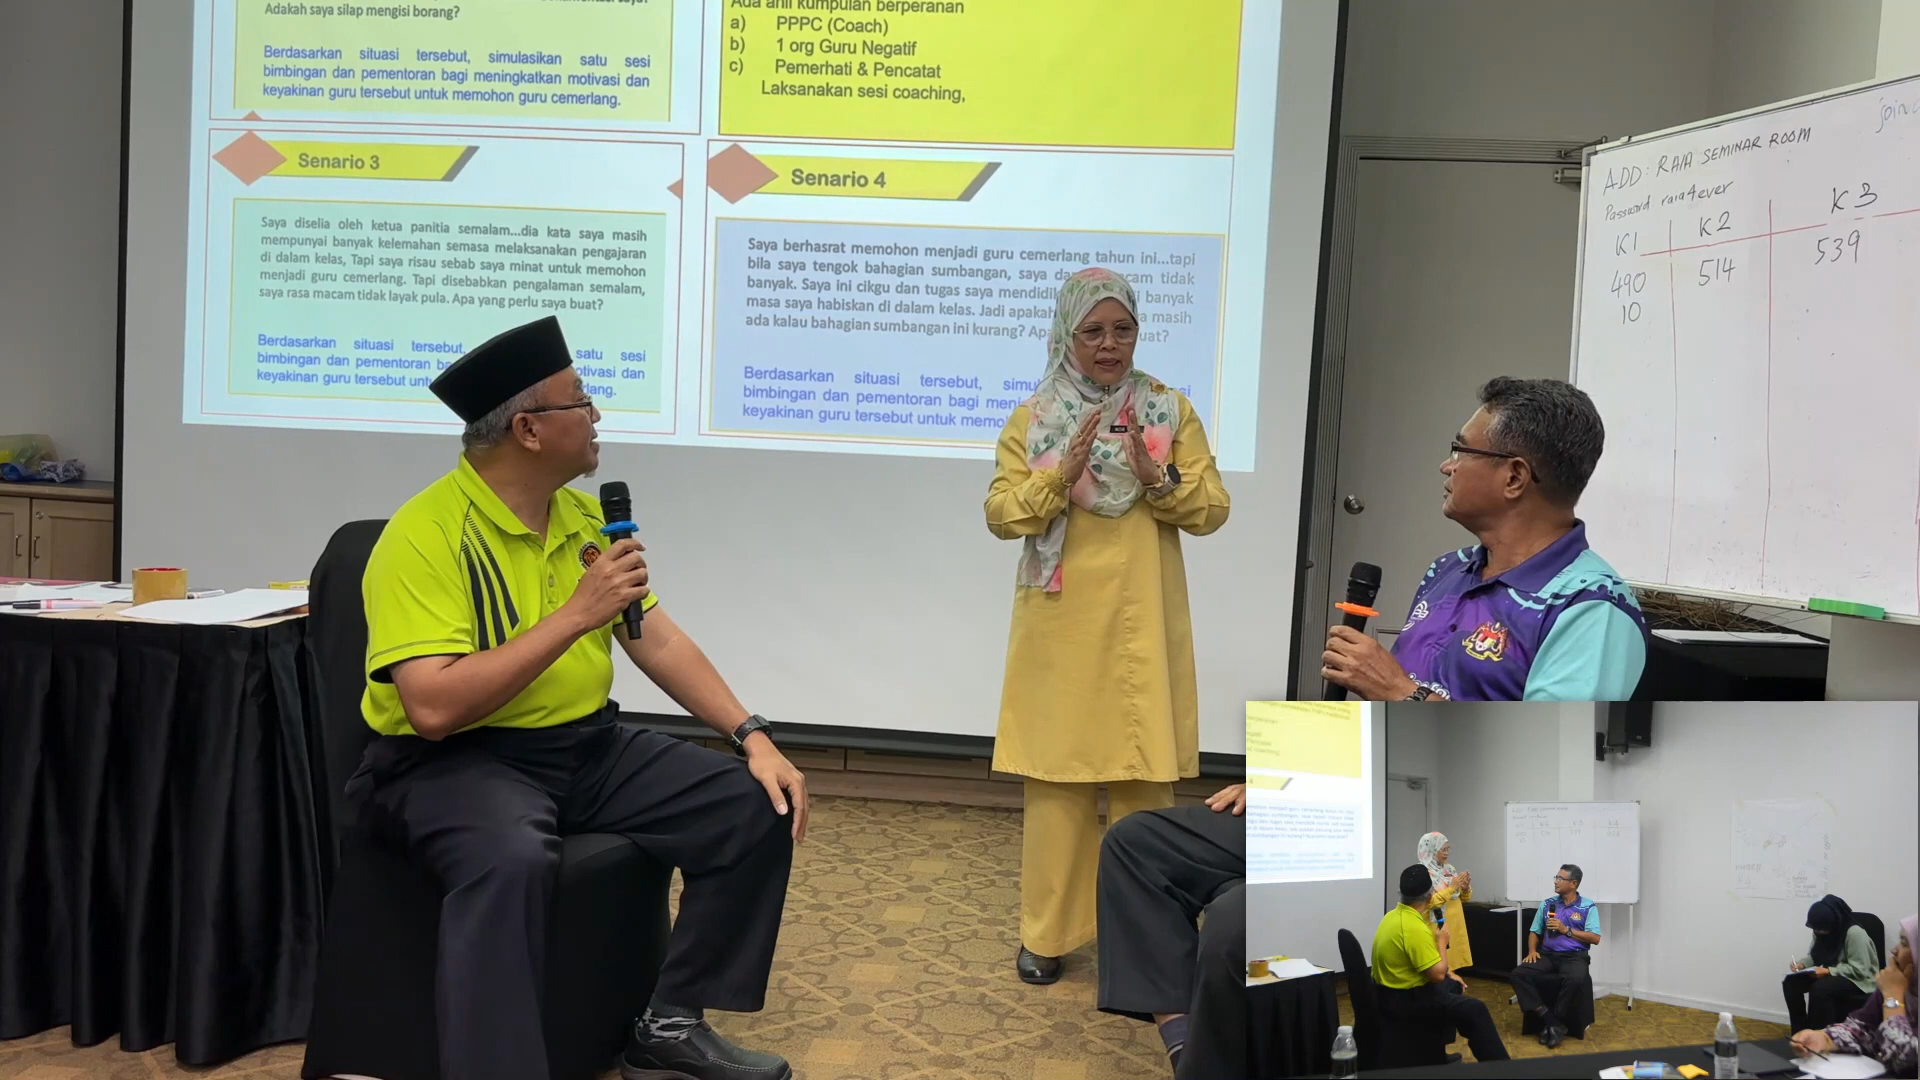 Adakah saya silap mengisi borang?
Berdasarkan situasi tersebut, simulasikan satu sesi
bimbingan dan pementoran bagi meningkatkan motivasi dan
keyakinan guru tersebut untuk memohon guru cemerlang.
Ada ahli kumpulan berperanan
a) PPPC (Coach)
b) 1 org Guru Negatif
c) Pemerhati & Pencatat
Laksanakan sesi coaching,
Senario 3
Saya diselia oleh ketua panitia semalam...dia kata saya masih
mempunyai banyak kelemahan semasa melaksanakan pengajaran
di dalam kelas, Tapi saya risau sebab saya minat untuk memohon
menjadi guru cemerlang. Tapi disebabkan pengalaman semalam,
saya rasa macam tidak layak pula. Apa yang perlu saya buat?
Berdasarkan situasi tersebut, satu sesi
bimbingan dan pementoran dan
keyakinan guru tersebut
Senario 4
Saya berhasrat memohon menjadi guru cemerlang tahun ini...tapi
bila saya tengok bahagian sumbangan, saya tidak
banyak. Saya ini cikgu dan tugas saya banyak
masa saya habiskan di dalam kelas. Jadi masih
ada kalau bahagian sumbangan ini kurang?
Berdasarkan situasi tersebut,
bimbingan dan pementoran bagi
keyakinan guru tersebut untuk
ADD: RAIA SEMINAR ROOM
Password raia4ever
K1 K2 K3
490 514 539
10